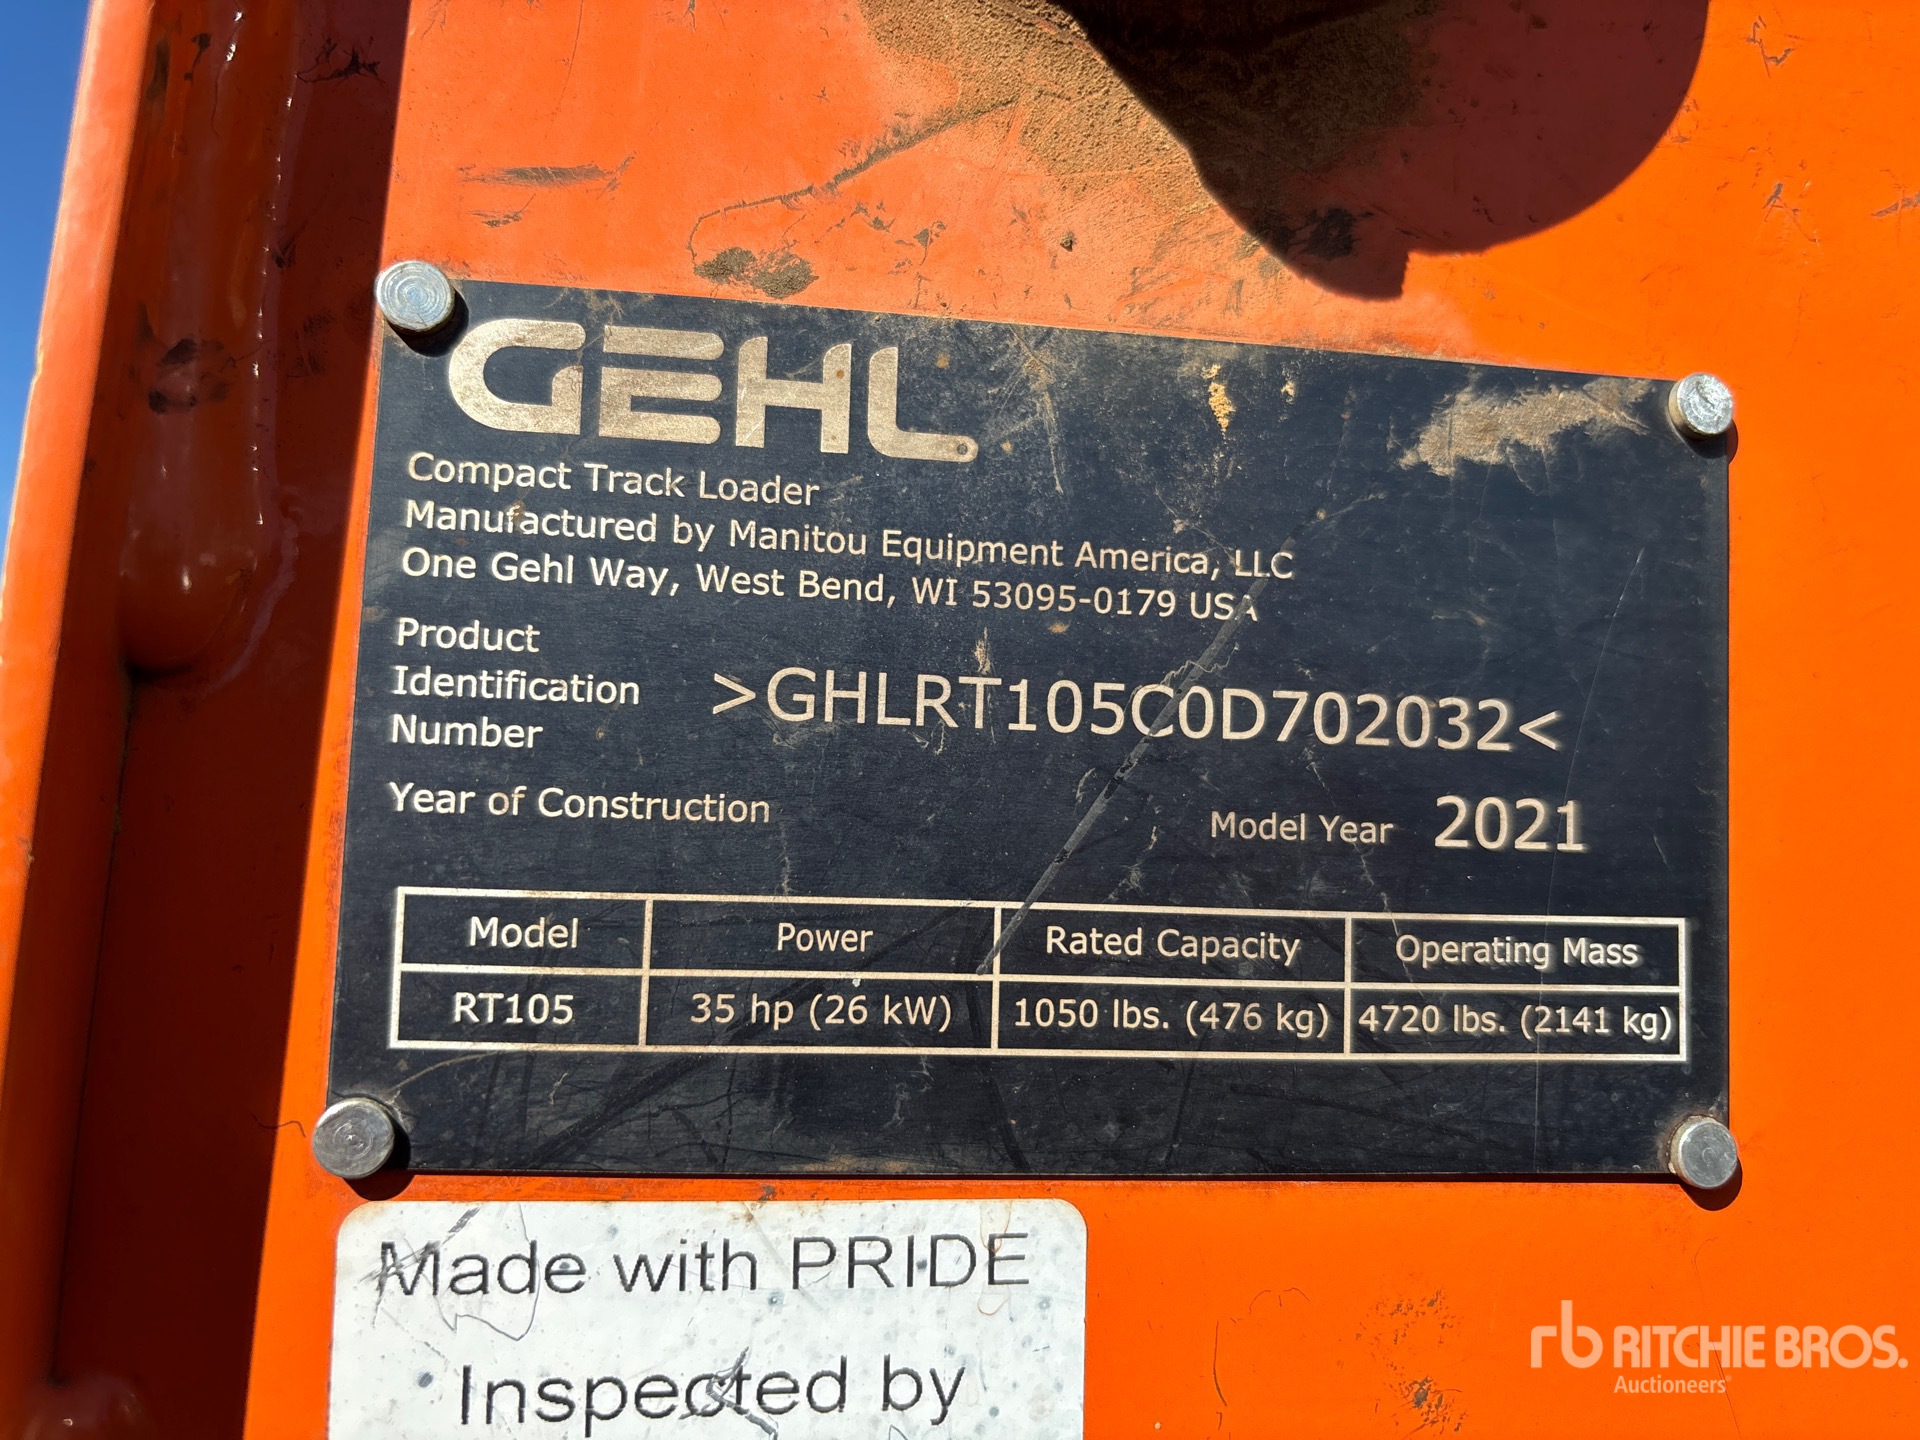 GEHL
Compact Track Loader
Manufactured by Manitou Equipment America, LLC
One Gehl Way, West Bend, WI 53095-0179 USA
Product
Identification
Number
>GHLRT105C0D702032<
Year of Construction
Model Year 2021
Model Power Rated Capacity Operating Mass
RT105 35 hp (26 kW) 1050 lbs. (476 kg) 4720 lbs. (2141 kg)
Made with PRIDE
Inspected by
rb RITCHIE BROS.
Auctioneers